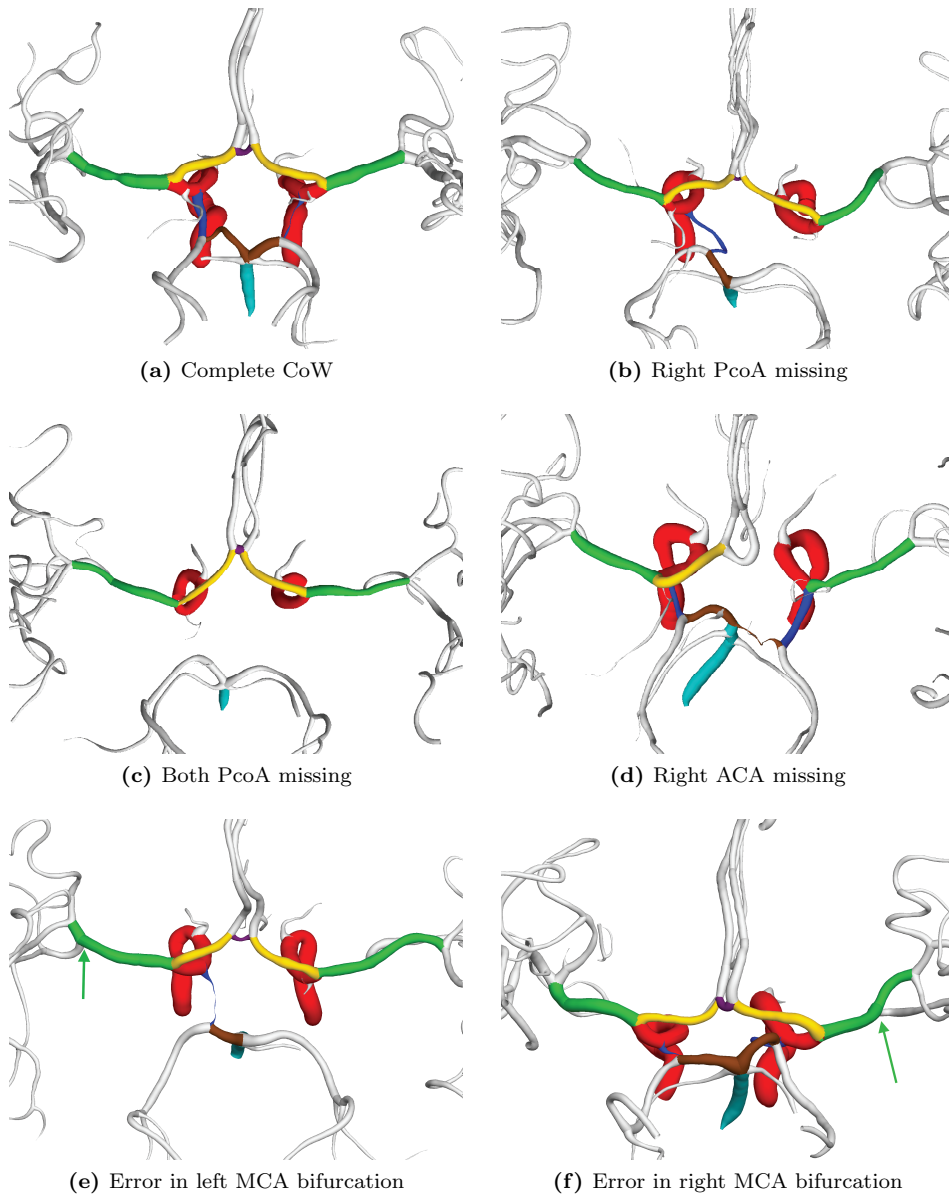 (a) Complete CoW
(b) Right PcoA missing
(c) Both PcoA missing
(d) Right ACA missing
(e) Error in left MCA bifurcation
(f) Error in right MCA bifurcation